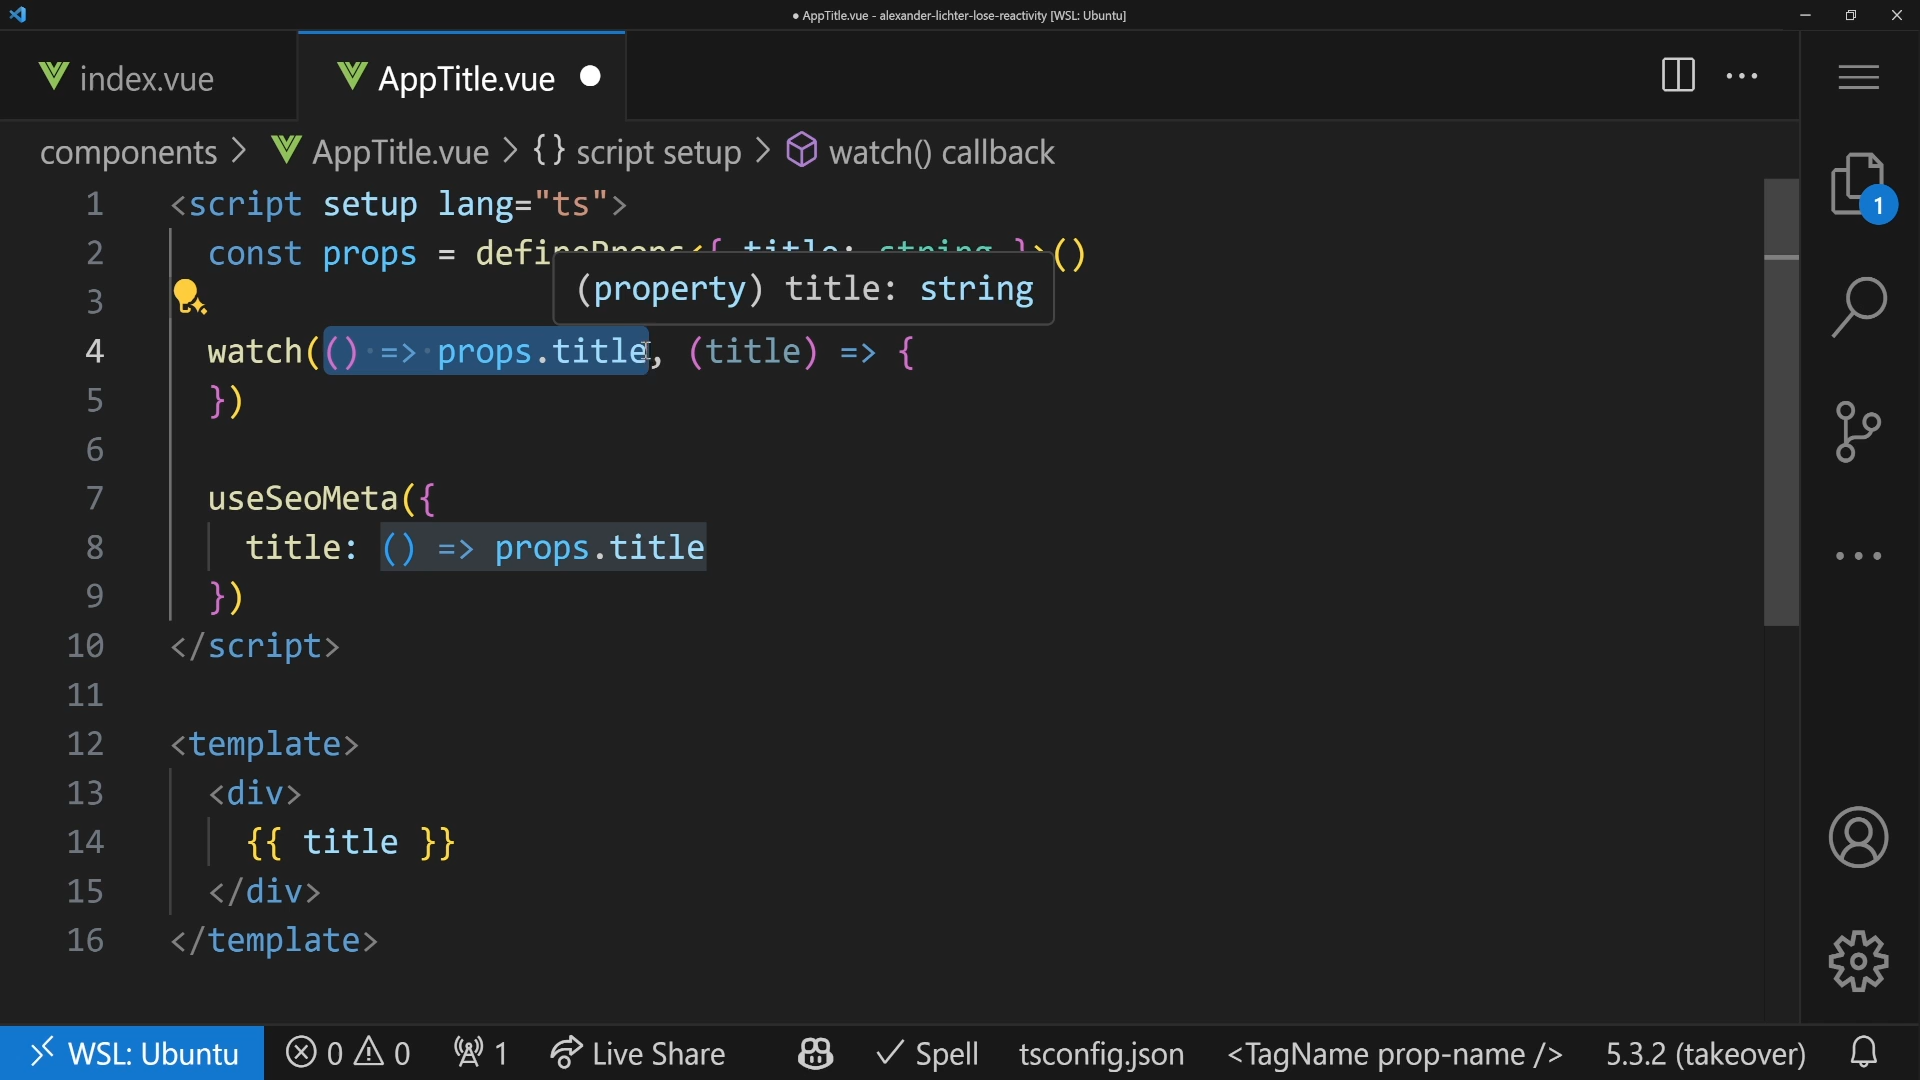 ● AppTitle.vue - alexander-lichter-lose-reactivity [WSL: Ubuntu]
index.vue
AppTitle.vue ●
components > AppTitle.vue > {} script setup > watch() callback
1 <script setup lang="ts">
2 const props = defineProps<{ title: string }>()
(property) title: string
3
4 watch(() => props.title, (title) => {
5 })
6
7 useSeoMeta({
8 title: () => props.title
9 })
10 </script>
11
12 <template>
13 <div>
14 {{ title }}
15 </div>
16 </template>
1
WSL: Ubuntu 0 0 1 Live Share Spell tsconfig.json <TagName prop-name /> 5.3.2 (takeover)